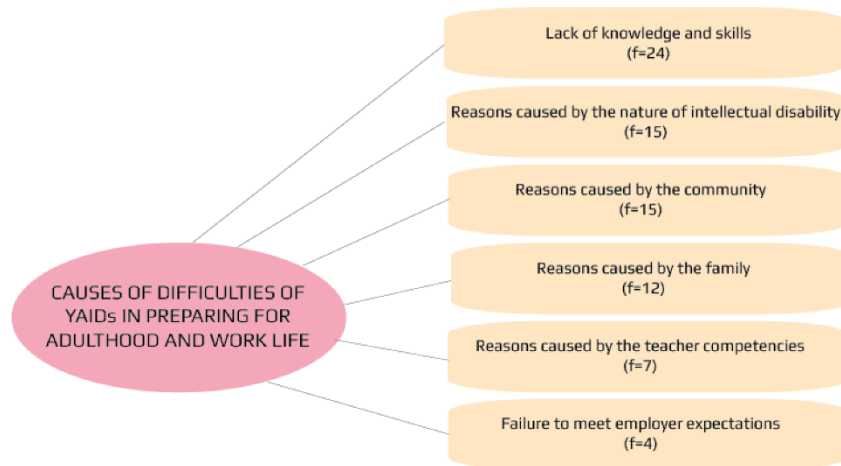 Lack of knowledge and skills
(f=24)
Reasons caused by the nature of intellectual disability
(f=15)
Reasons caused by the community
(f=15)
Reasons caused by the family
(f=12)
Reasons caused by the teacher competencies
(f=7)
Failure to meet employer expectations
(f=4)
CAUSES OF DIFFICULTIES OF
YAIDs IN PREPARING FOR
ADULTHOOD AND WORK LIFE